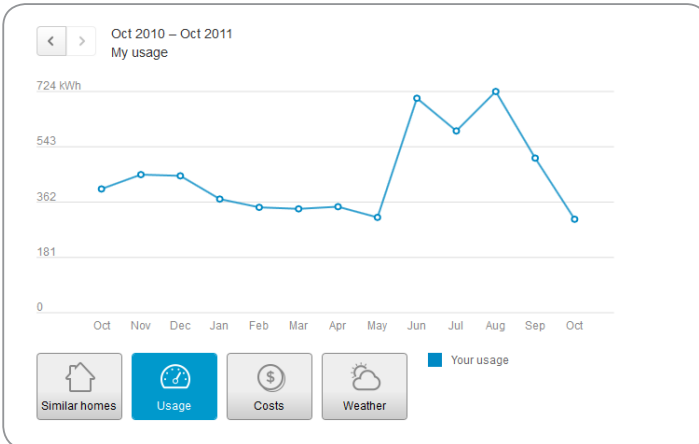 Oct 2010 – Oct 2011
My usage
724 kWh
543
362
181
0
Oct Nov Dec Jan Feb Mar Apr May Jun Jul Aug Sep Oct
Similar homes Usage Costs Weather Your usage
$